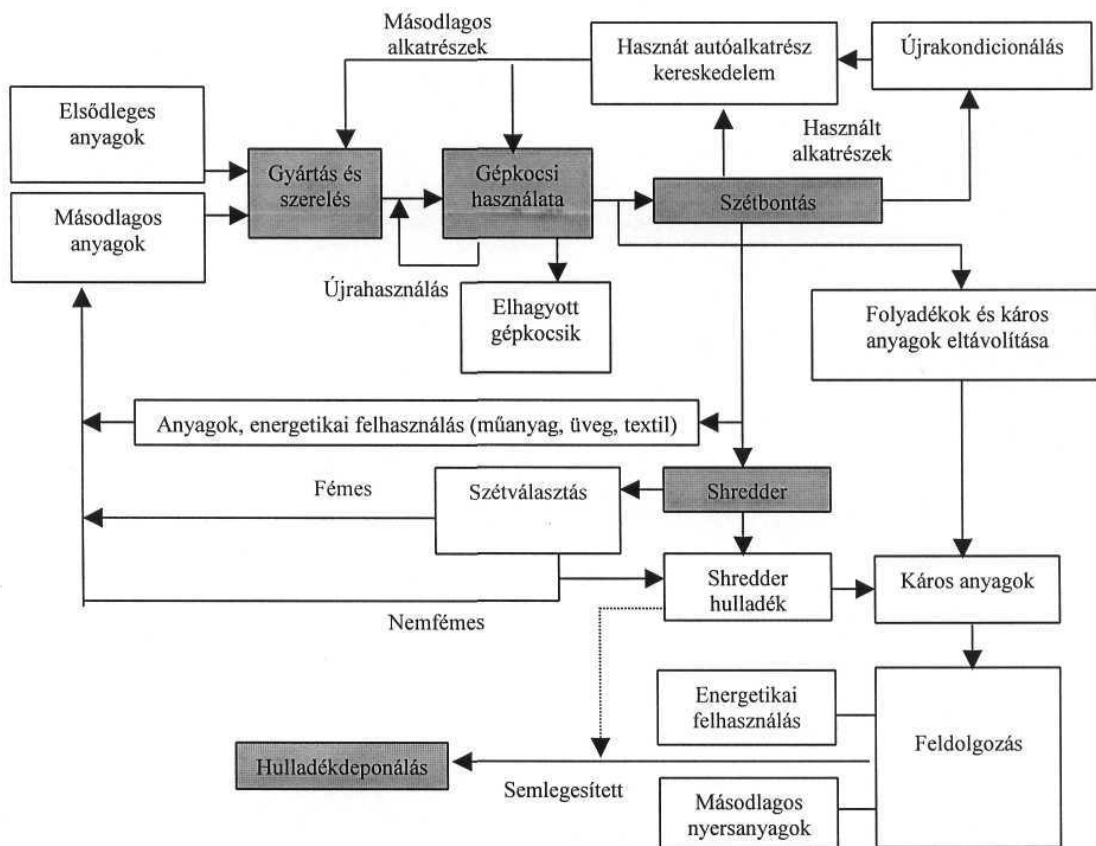 Másodlagos
alkatrészek
Használt autóalkatrész
kereskedelem
Újrakondicionálás
Elsődleges
anyagok
Használt
alkatrészek
Gyártás és
szerelés
Gépkocsi
használata
Szétbontás
Másodlagos
anyagok
Újrahasználás
Elhagyott
gépkocsik
Folyadékok és káros
anyagok eltávolítása
Anyagok, energetikai felhasználás (műanyag, üveg, textil)
Fémes
Szétválasztás
Shredder
Shredder
hulladék
Káros anyagok
Nemfémes
Energetikai
felhasználás
Feldolgozás
Hulladékdeponálás
Semlegesített
Másodlagos
nyersanyagok